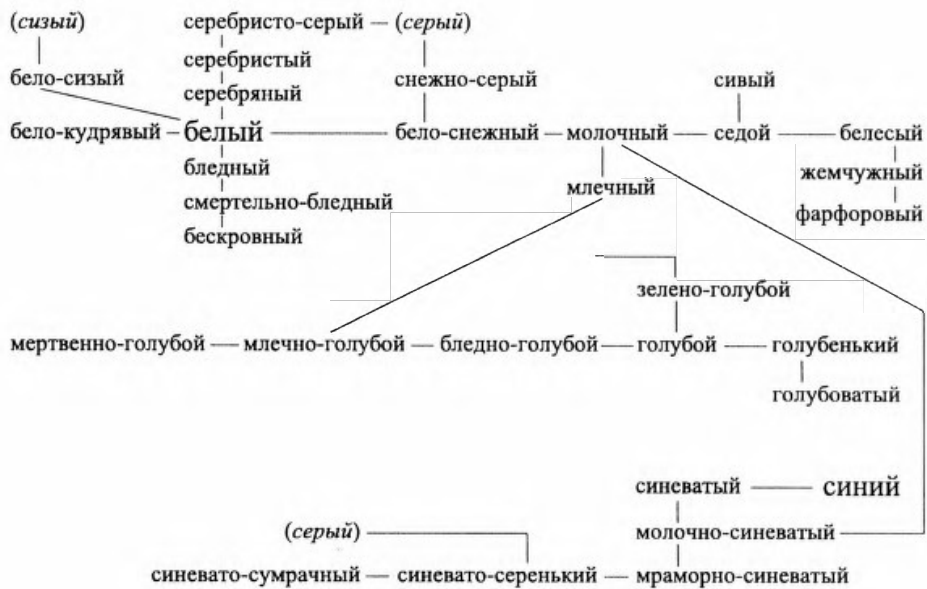 (сизый) серебристо-серый — (серый)
серебристый
бело-сизый снежно-серый сивый
серебряный
бело-кудрявый — белый — бело-снежный — молочный — седой — белесый
бледный жемчужный
млечный
смертельно-бледный
фарфоровый
бескровный
зелено-голубой
мертвенно-голубой — млечно-голубой — бледно-голубой — голубой — голубенький
голубоватый
синеватый — синий
(серый) молочно-синеватый
синевато-сумрачный — синевато-серенький — мраморно-синеватый